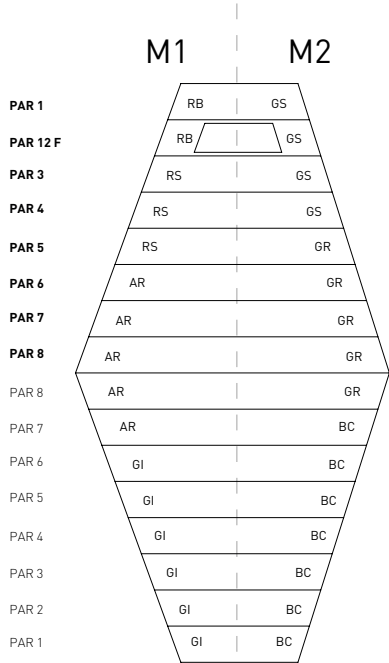 M1 M2
PAR 1 RB GS
PAR 12 F RB GS
PAR 3 RS GS
PAR 4 RS GS
PAR 5 RS GR
PAR 6 AR GR
PAR 7 AR GR
PAR 8 AR GR
PAR 8 AR GR
PAR 7 AR BC
PAR 6 GI BC
PAR 5 GI BC
PAR 4 GI BC
PAR 3 GI BC
PAR 2 GI BC
PAR 1 GI BC